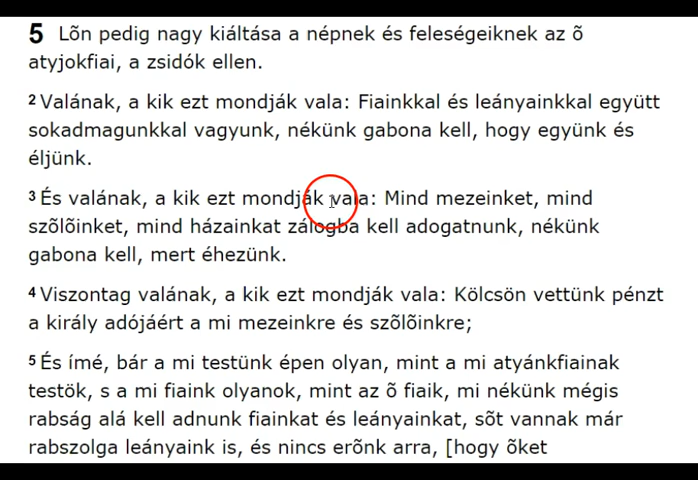 5 Lõn pedig nagy kiáltása a népnek és feleségeiknek az õ
atyjokfiai, a zsidók ellen.
2 Valának, a kik ezt mondják vala: Fiainkkal és leányainkkal együtt
sokadmagunkkal vagyunk, nékünk gabona kell, hogy együnk és
éljünk.
3 És valának, a kik ezt mondják vala: Mind mezeinket, mind
szõlõinket, mind házainkat zálogba kell adogatnunk, nékünk
gabona kell, mert éhezünk.
4 Viszontag valának, a kik ezt mondják vala: Kölcsön vettünk pénzt
a király adójáért a mi mezeinkre és szõlõinkre;
5 És ímé, bár a mi testünk épen olyan, mint a mi atyánkfiainak
testök, s a mi fiaink olyanok, mint az õ fiaik, mi nékünk mégis
rabság alá kell adnunk fiainkat és leányainkat, sõt vannak már
rabszolga leányaink is, és nincs erõnk arra, [hogy õket